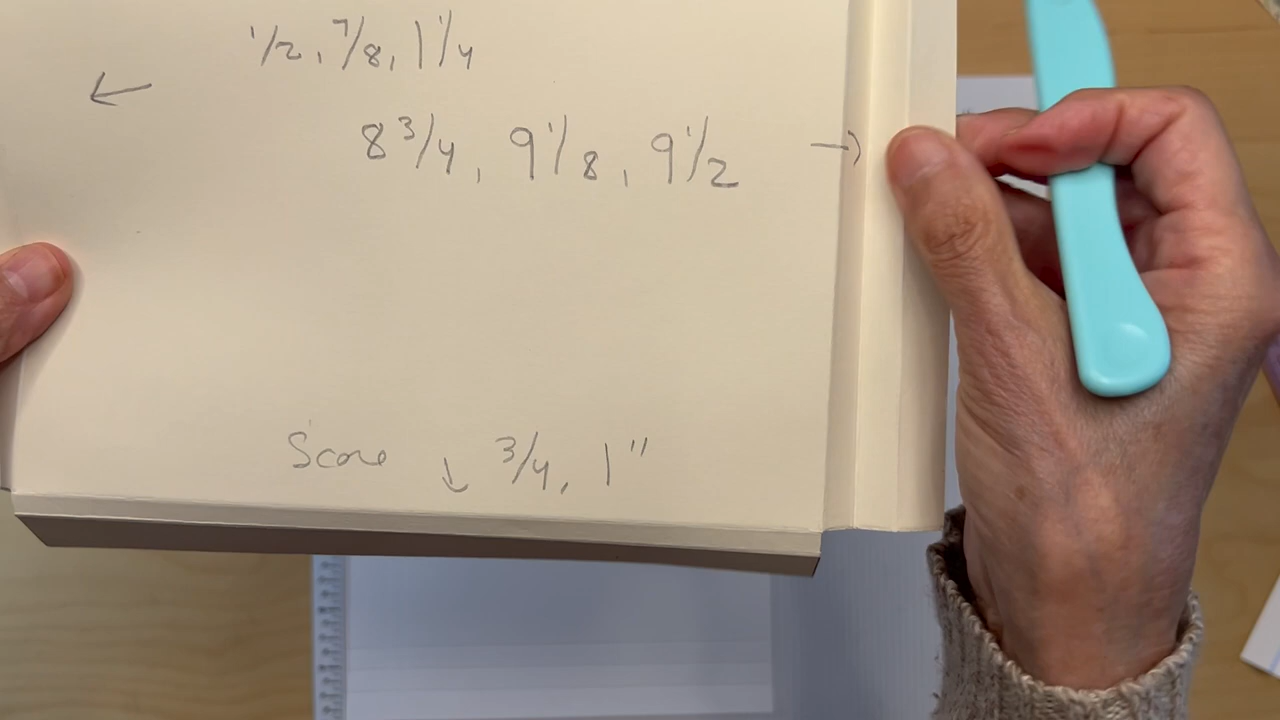 1/2, 7/8, 1 1/4
←
8 3/4, 9 1/8, 9 1/2 →
Score ↓ 3/4, 1"